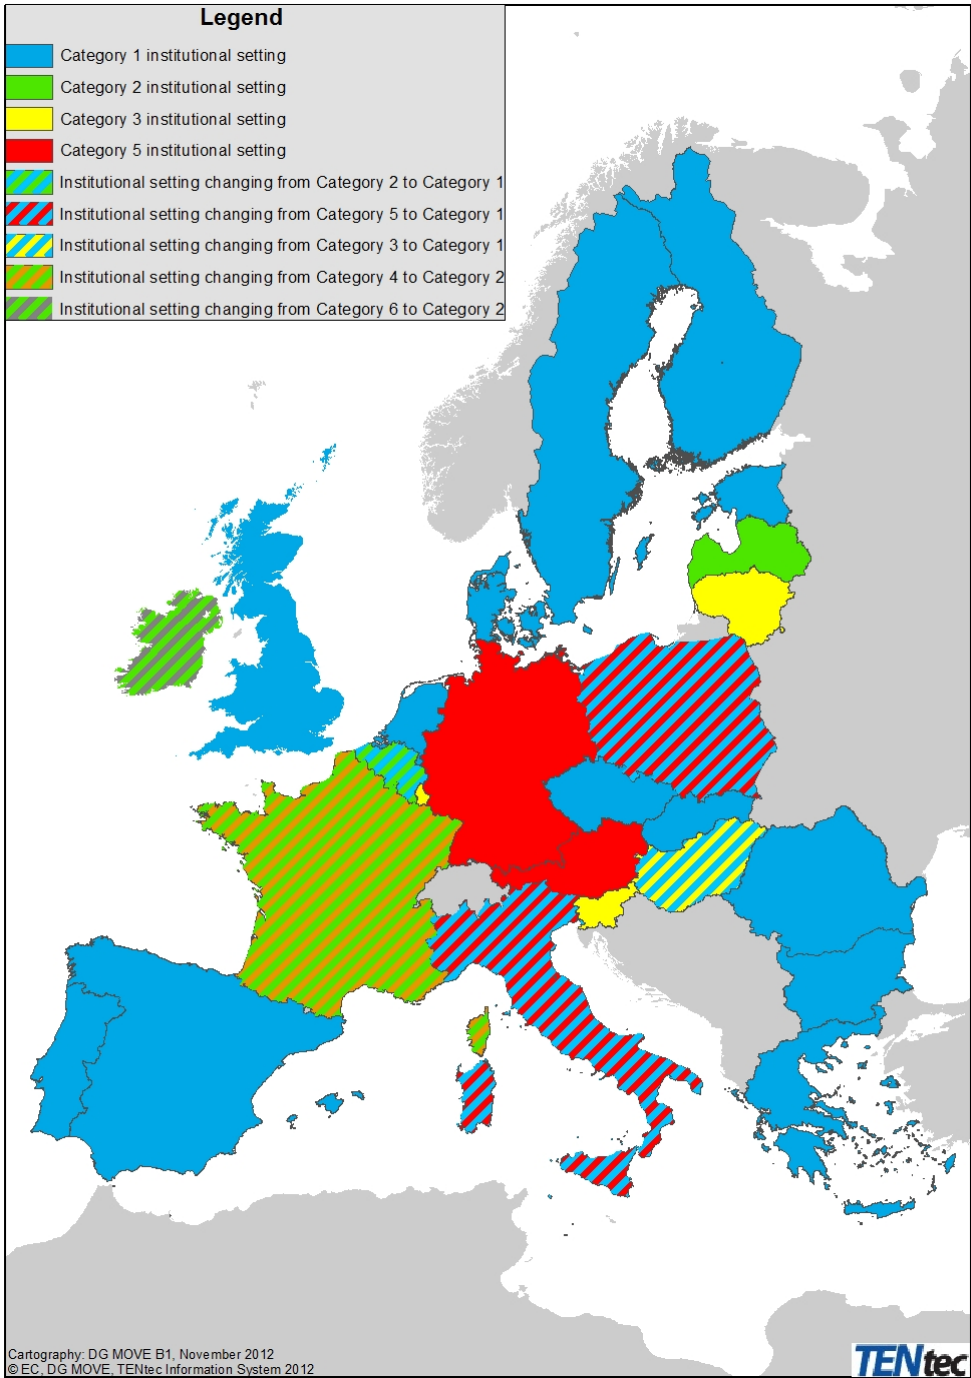 Legend
Category 1 institutional setting
Category 2 institutional setting
Category 3 institutional setting
Category 5 institutional setting
Institutional setting changing from Category 2 to Category 1
Institutional setting changing from Category 5 to Category 1
Institutional setting changing from Category 3 to Category 1
Institutional setting changing from Category 4 to Category 2
Institutional setting changing from Category 6 to Category 2
Cartography: DG MOVE B1, November 2012
© EC, DG MOVE, TENtec Information System 2012
TENtec